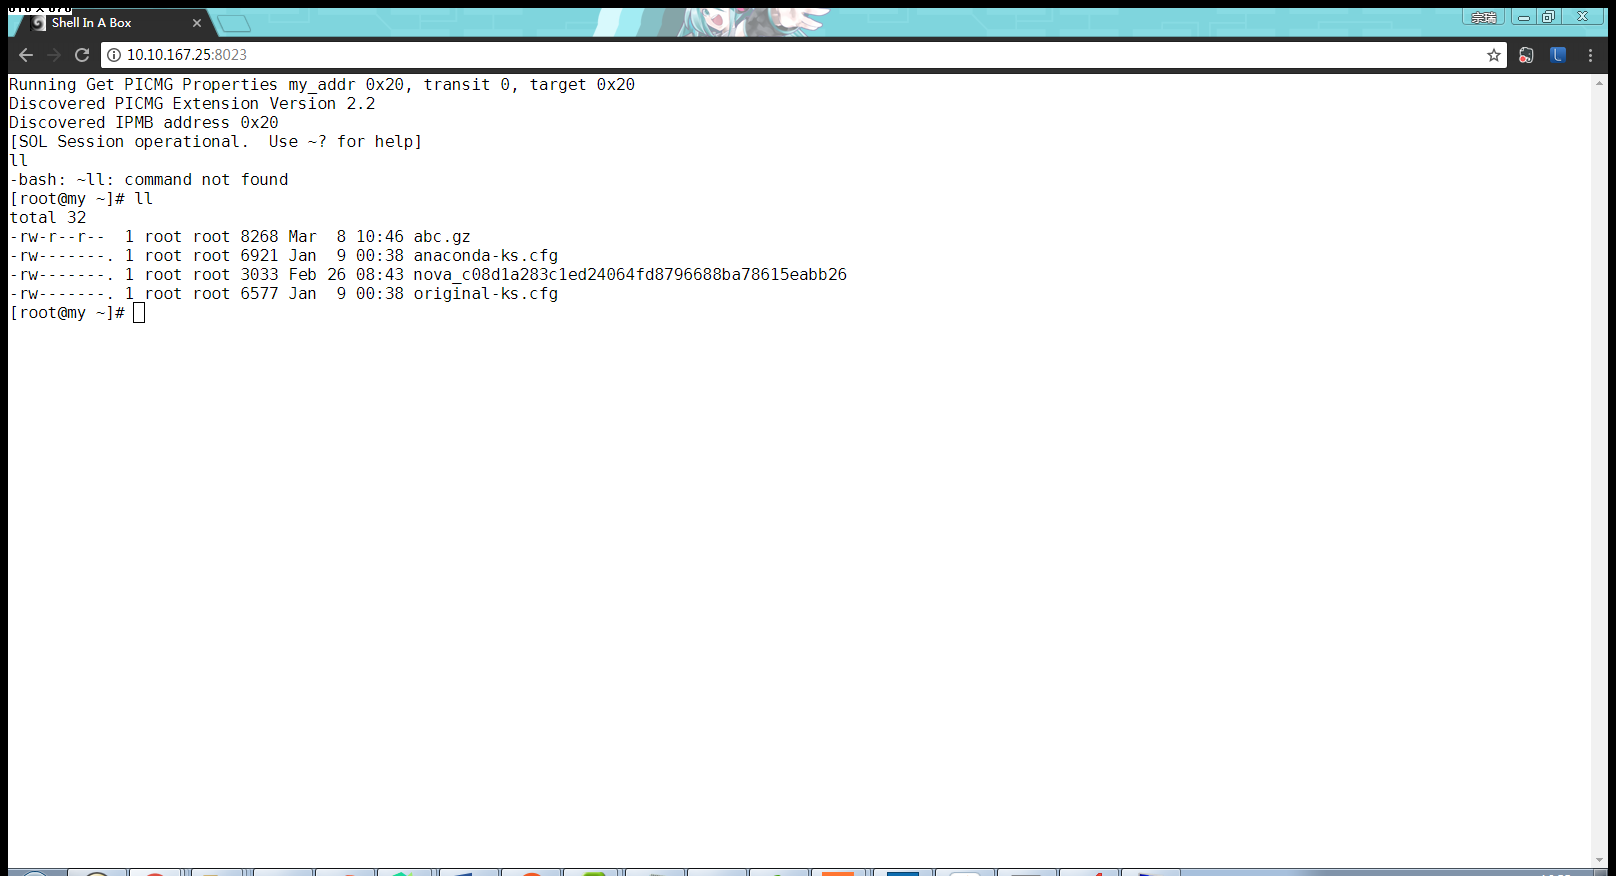 Shell In A Box
宗瑞
10.10.167.25:8023
Running Get PICMG Properties my_addr 0x20, transit 0, target 0x20
Discovered PICMG Extension Version 2.2
Discovered IPMB address 0x20
[SOL Session operational.  Use ~? for help]
ll
-bash: ~ll: command not found
[root@my ~]# ll
total 32
-rw-r--r--  1 root root 8268 Mar  8 10:46 abc.gz
-rw-------. 1 root root 6921 Jan  9 00:38 anaconda-ks.cfg
-rw-------. 1 root root 3033 Feb 26 08:43 nova_c08d1a283c1ed24064fd8796688ba78615eabb26
-rw-------. 1 root root 6577 Jan  9 00:38 original-ks.cfg
[root@my ~]#